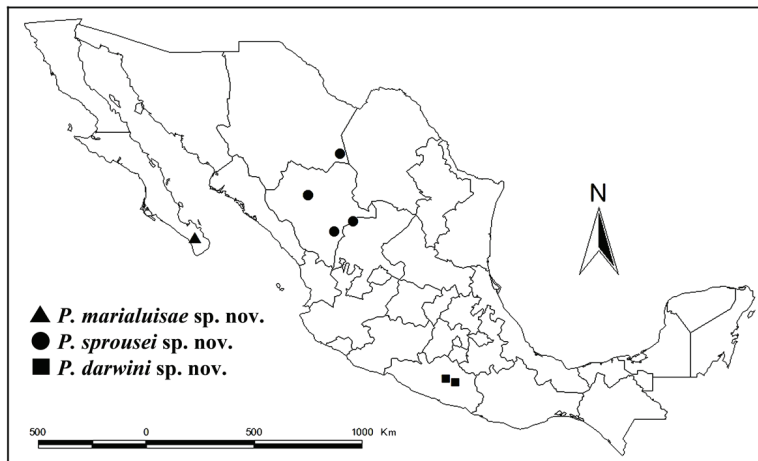 N
P. marialuisae sp. nov.
P. sprousei sp. nov.
P. darwini sp. nov.
500 0 500 1000 Km